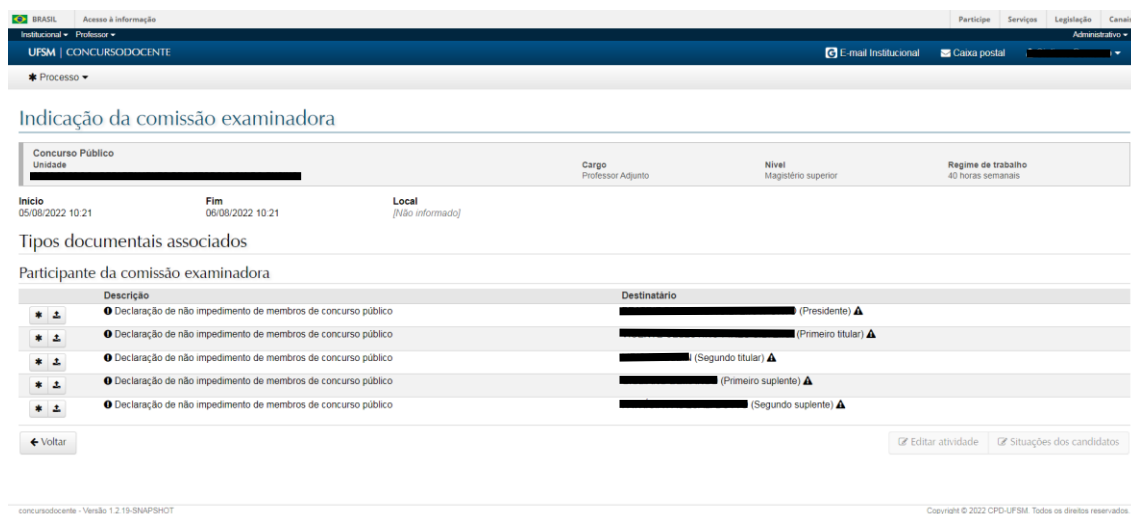 BRASIL Acesso à informação Participe Serviços Legislação Canais
Institucional Professor Administrativo
UFSM | CONCURSODOCENTE E-mail Institucional Caixa postal
Processo
Indicação da comissão examinadora
Concurso Público
Unidade Cargo Nível Regime de trabalho
Professor Adjunto Magistério superior 40 horas semanais
Início Fim Local
05/08/2022 10:21 06/08/2022 10:21 [Não informado]
Tipos documentais associados
Participante da comissão examinadora
Descrição Destinatário
Declaração de não impedimento de membros de concurso público (Presidente)
Declaração de não impedimento de membros de concurso público (Primeiro titular)
Declaração de não impedimento de membros de concurso público (Segundo titular)
Declaração de não impedimento de membros de concurso público (Primeiro suplente)
Declaração de não impedimento de membros de concurso público (Segundo suplente)
Voltar Editar atividade Situações dos candidatos
concursodocente - Versão 1.2.19-SNAPSHOT Copyright © 2022 CPD-UFSM. Todos os direitos reservados.